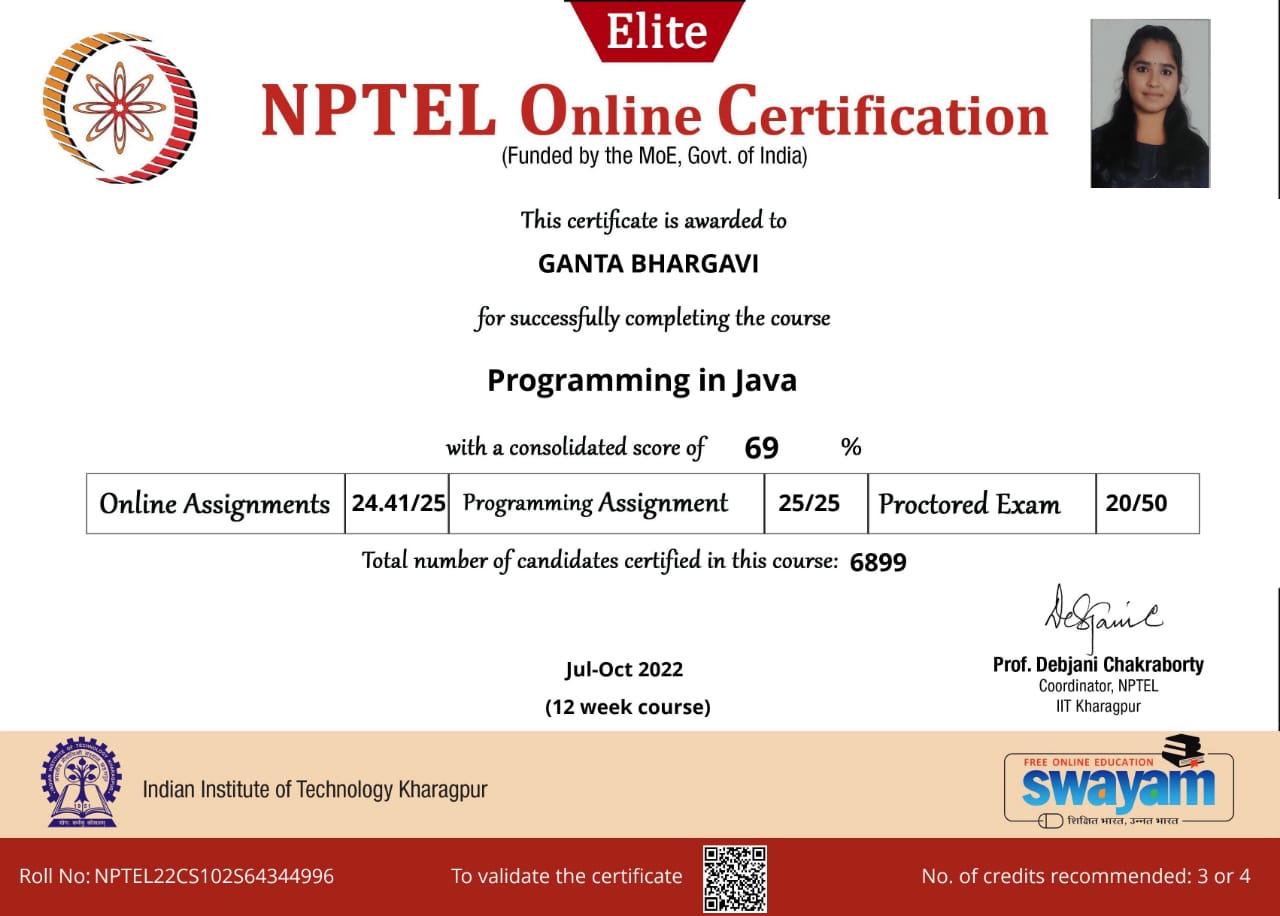 Elite
NPTEL Online Certification
(Funded by the MoE, Govt. of India)
This certificate is awarded to
GANTA BHARGAVI
for successfully completing the course
Programming in Java
with a consolidated score of 69 %
Online Assignments 24.41/25 Programming Assignment 25/25 Proctored Exam 20/50
Total number of candidates certified in this course: 6899
Jul-Oct 2022
(12 week course)
Prof. Debjani Chakraborty
Coordinator, NPTEL
IIT Kharagpur
Indian Institute of Technology Kharagpur
1951
FREE ONLINE EDUCATION
swayam
शिक्षित भारत, उन्नत भारत
Roll No: NPTEL22CS102S64344996
To validate the certificate
No. of credits recommended: 3 or 4